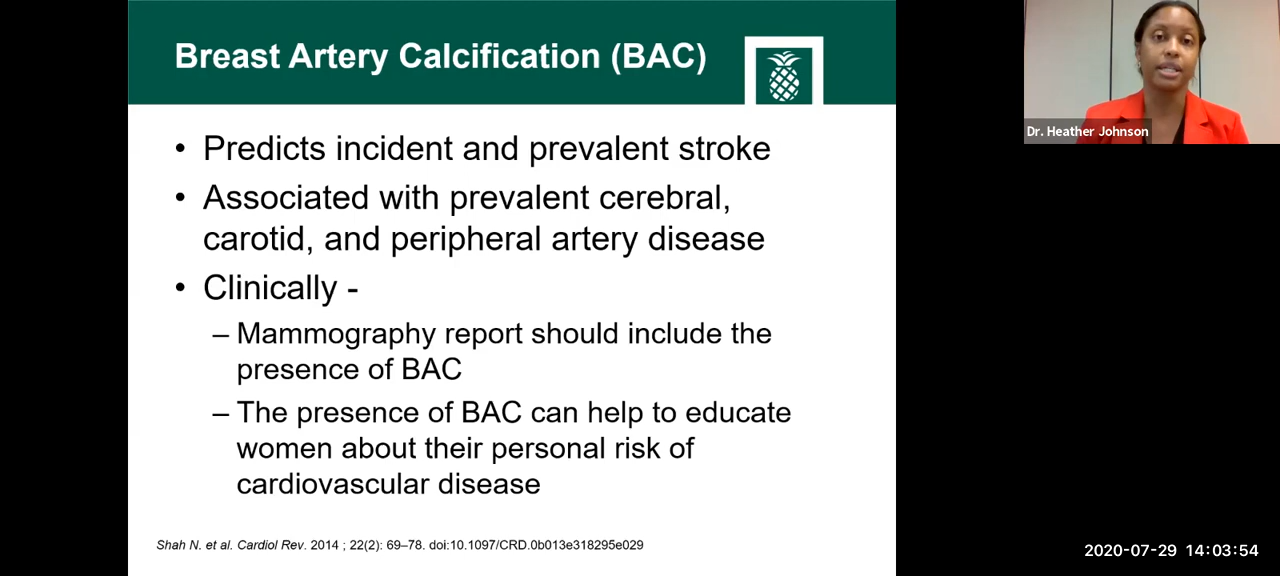 Breast Artery Calcification (BAC)
• Predicts incident and prevalent stroke
• Associated with prevalent cerebral,
carotid, and peripheral artery disease
• Clinically -
– Mammography report should include the
presence of BAC
– The presence of BAC can help to educate
women about their personal risk of
cardiovascular disease
Shah N. et al. Cardiol Rev. 2014 ; 22(2): 69–78. doi:10.1097/CRD.0b013e318295e029
Dr. Heather Johnson
2020-07-29 14:03:54